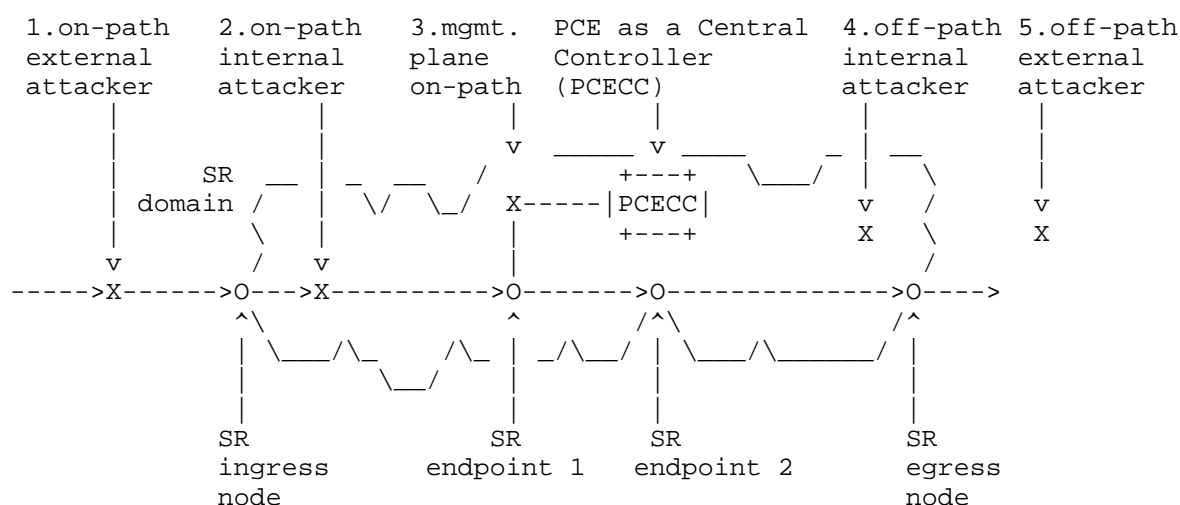 1.on-path 2.on-path 3.mgmt. PCE as a Central 4.off-path 5.off-path
external internal plane Controller internal external
attacker attacker on-path (PCECC) attacker attacker
SR
domain
PCECC
SR SR SR SR
ingress endpoint 1 endpoint 2 egress
node node